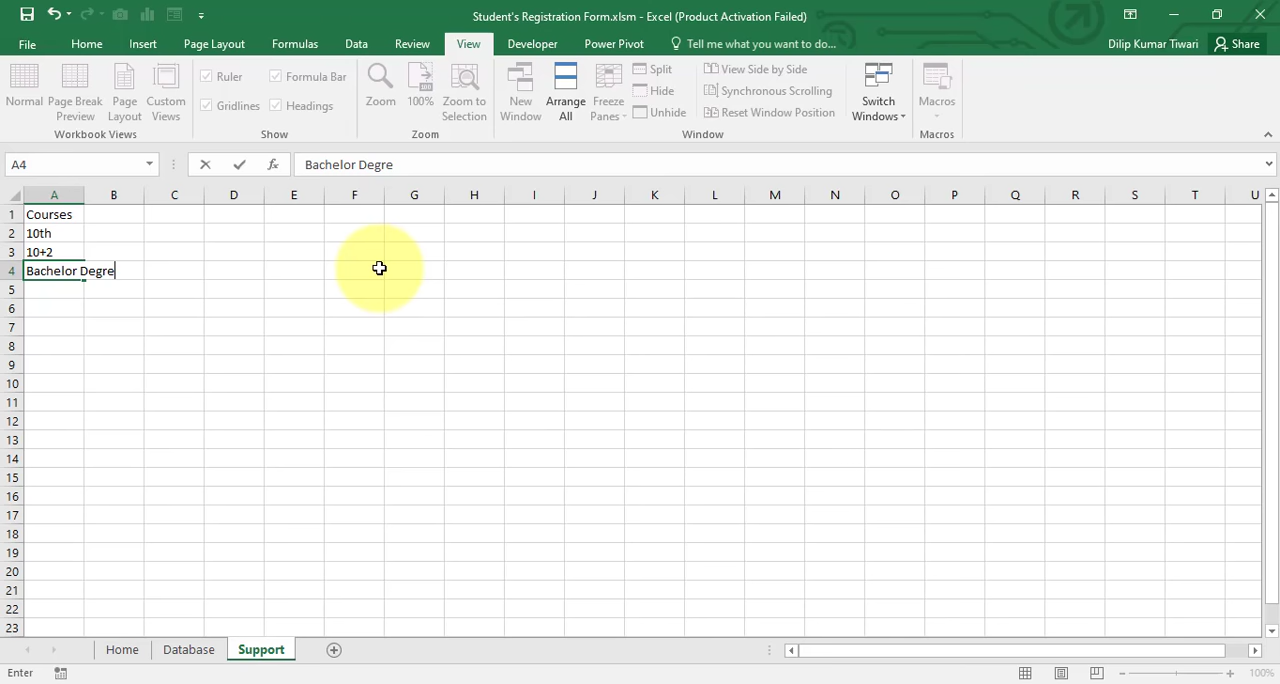 Student's Registration Form.xlsm - Excel (Product Activation Failed)
File Home Insert Page Layout Formulas Data Review View Developer Power Pivot Tell me what you want to do... Dilip Kumar Tiwari Share
Normal Page Break Preview Page Layout Custom Views
Workbook Views
Ruler Formula Bar
Gridlines Headings
Show
Zoom 100% Zoom to Selection
Zoom
New Window Arrange All Freeze Panes
Split
Hide
Unhide
View Side by Side
Synchronous Scrolling
Reset Window Position
Switch Windows
Window
Macros
Macros
A4 fx Bachelor Degre
A B C D E F G H I J K L M N O P Q R S T U
1 Courses
2 10th
3 10+2
4 Bachelor Degre
5
6
7
8
9
10
11
12
13
14
15
16
17
18
19
20
21
22
23
Home Database Support
Enter 100%